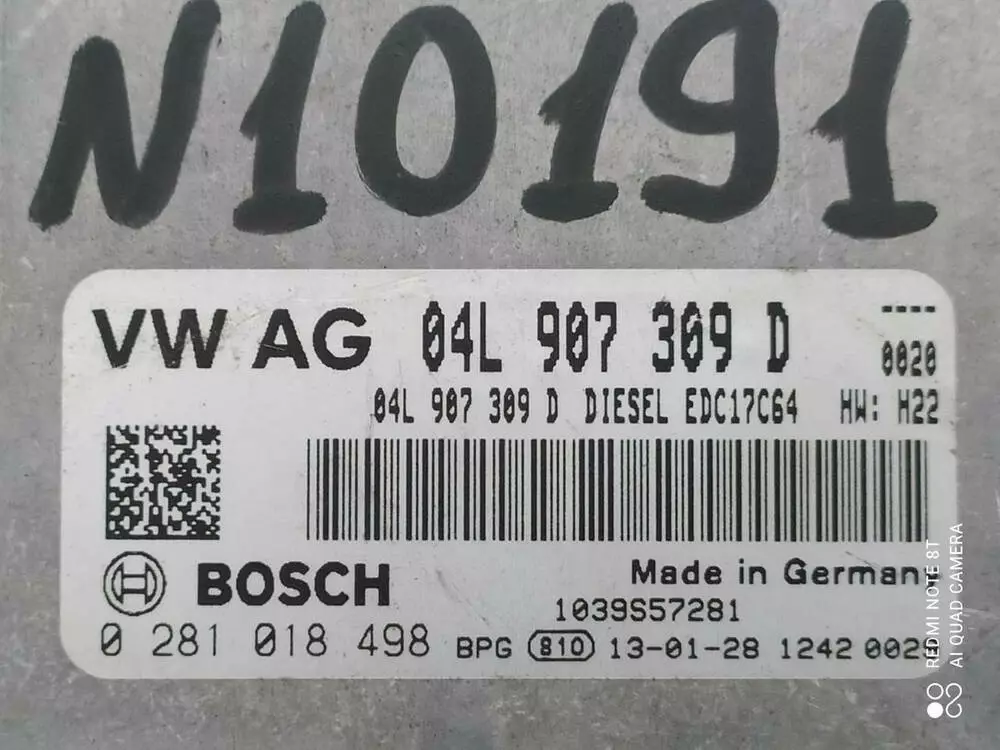 N10191
VW AG 04L 907 309 D ----
0020
04L 907 309 D DIESEL EDC17C64 HW: H22
BOSCH
Made in Germany
1039S57281
0 281 018 498 BPG 810 13-01-28 1242 0029
REDMI NOTE 8T
AI QUAD CAMERA